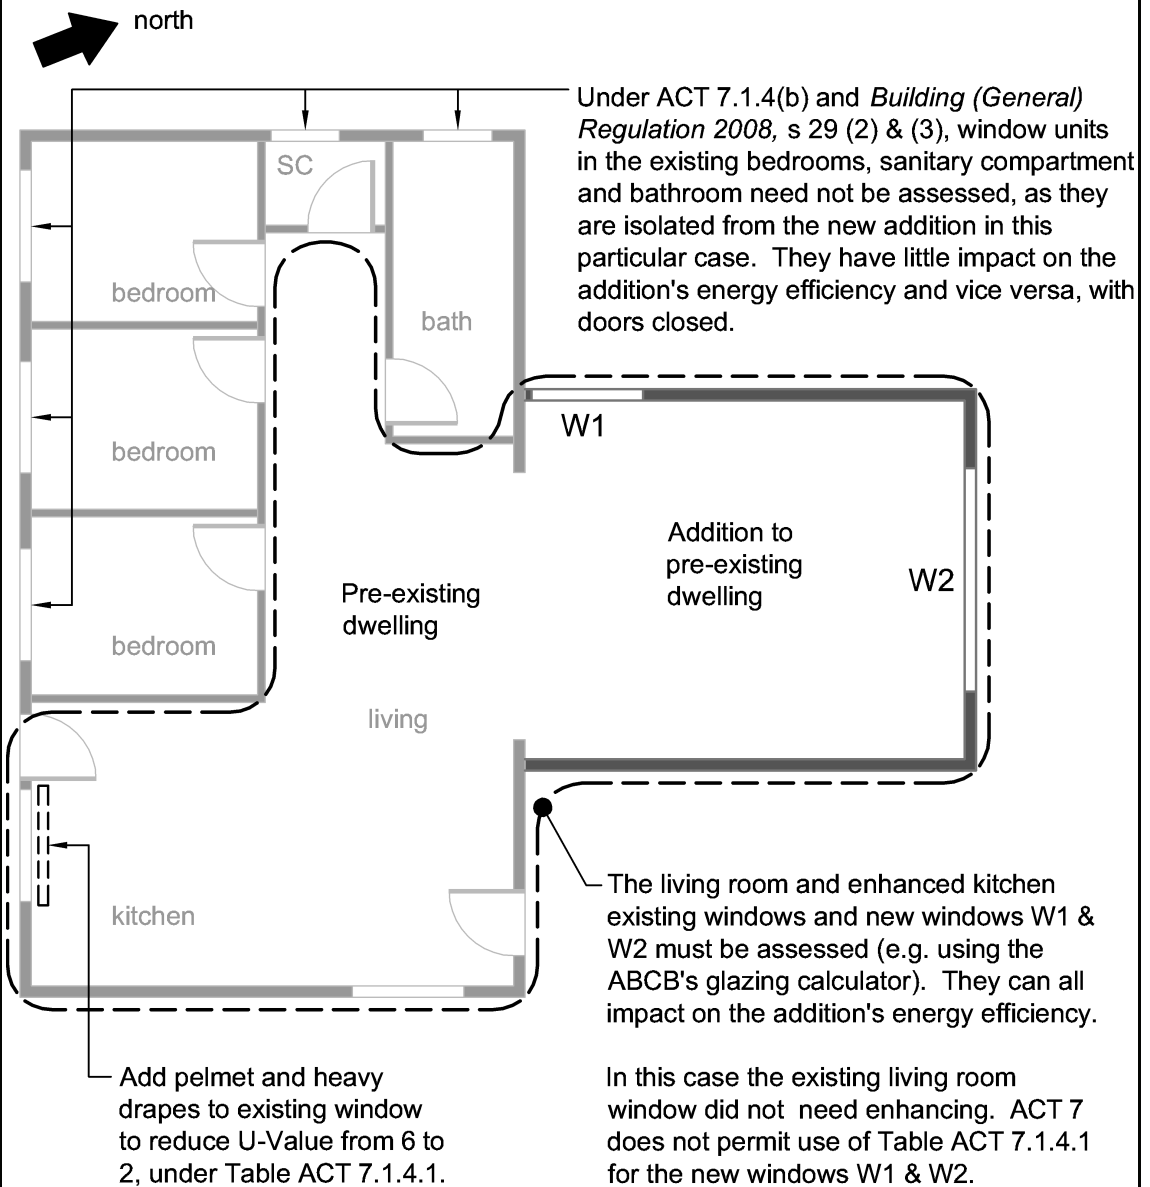 north
Under ACT 7.1.4(b) and Building (General)
Regulation 2008, s 29 (2) & (3), window units
in the existing bedrooms, sanitary compartment
and bathroom need not be assessed, as they
are isolated from the new addition in this
particular case. They have little impact on the
addition's energy efficiency and vice versa, with
doors closed.
SC
bedroom
bath
W1
bedroom
Addition to
pre-existing
dwelling
W2
Pre-existing
dwelling
bedroom
living
kitchen
The living room and enhanced kitchen
existing windows and new windows W1 &
W2 must be assessed (e.g. using the
ABCB's glazing calculator). They can all
impact on the addition's energy efficiency.
Add pelmet and heavy
drapes to existing window
to reduce U-Value from 6 to
2, under Table ACT 7.1.4.1.
In this case the existing living room
window did not need enhancing. ACT 7
does not permit use of Table ACT 7.1.4.1
for the new windows W1 & W2.